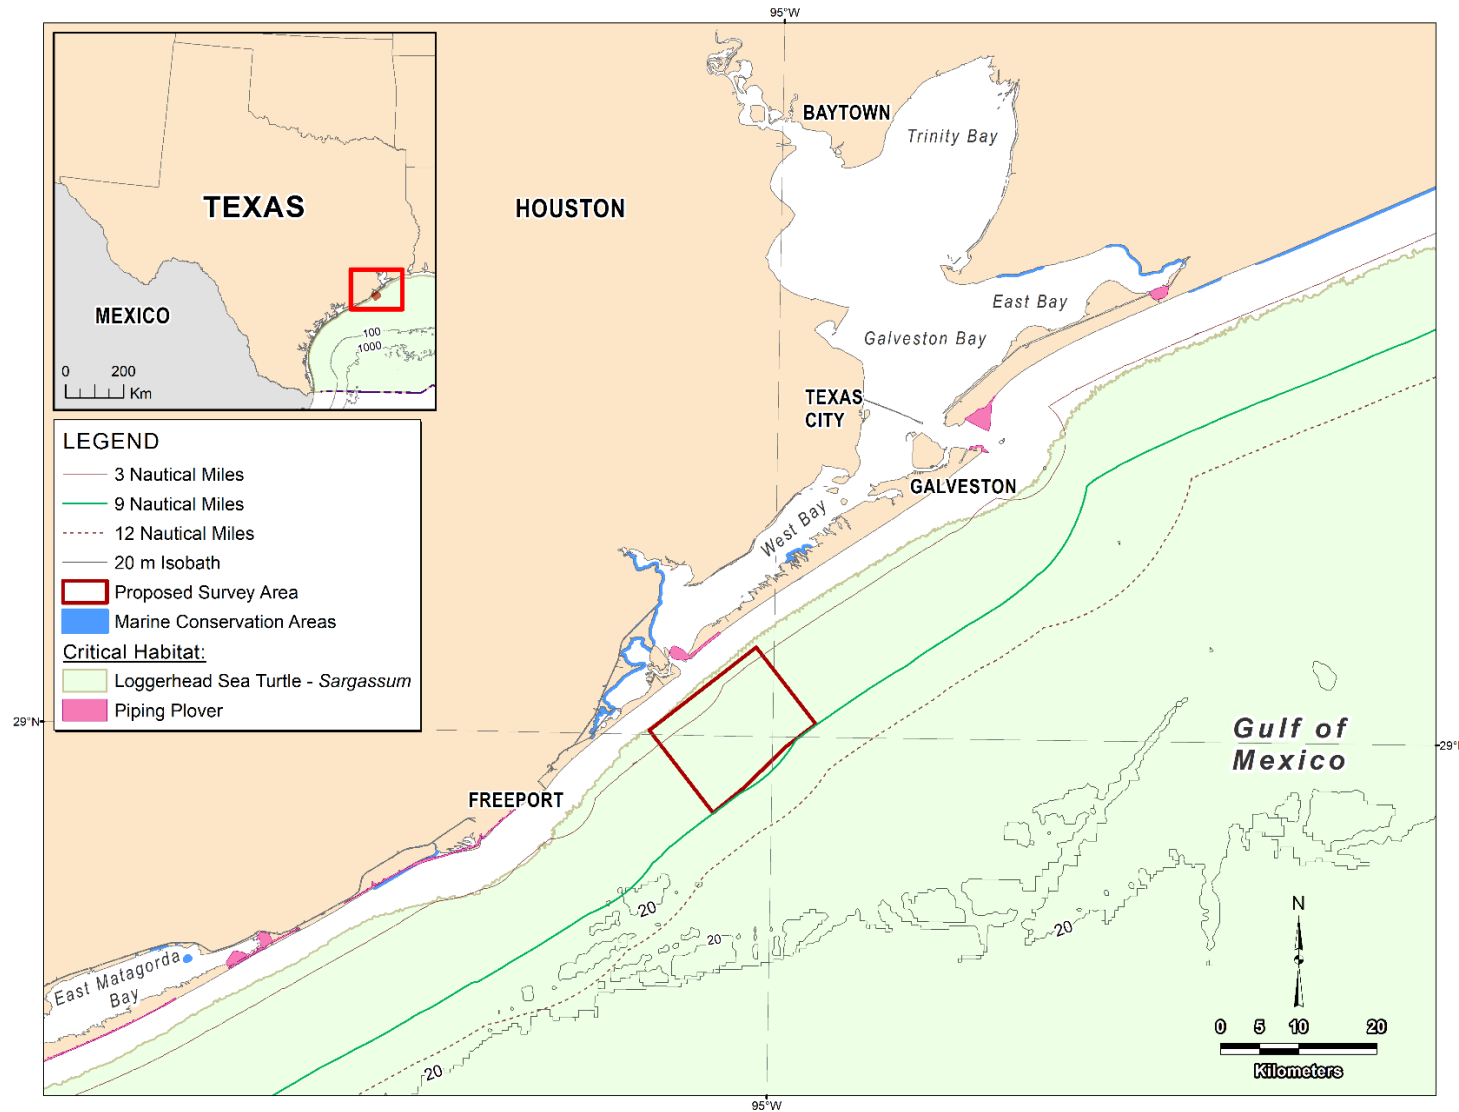 95°W
TEXAS
MEXICO
100
1000
0 200
Km
BAYTOWN
Trinity Bay
HOUSTON
East Bay
Galveston Bay
TEXAS
CITY
GALVESTON
West Bay
LEGEND
3 Nautical Miles
9 Nautical Miles
12 Nautical Miles
20 m Isobath
Proposed Survey Area
Marine Conservation Areas
Critical Habitat:
Loggerhead Sea Turtle - Sargassum
Piping Plover
29°N
Gulf of
Mexico
29°N
FREEPORT
20
20
20
East Matagorda
Bay
N
0 5 10 20
Kilometers
20
95°W